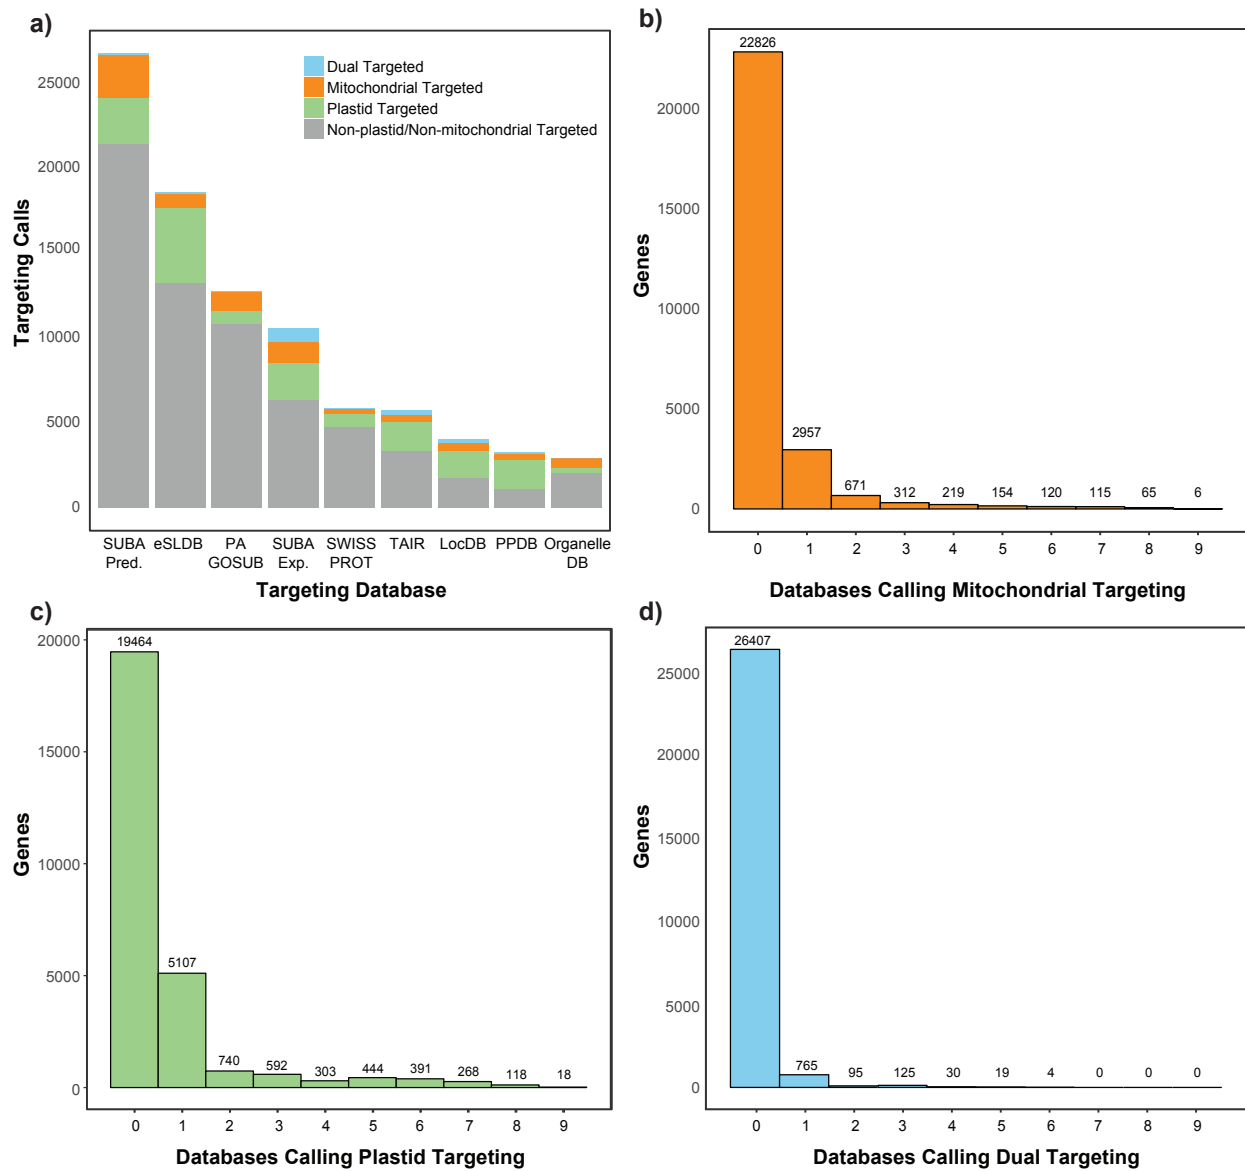 a)
Dual Targeted
Mitochondrial Targeted
Plastid Targeted
Non-plastid/Non-mitochondrial Targeted
25000
20000
15000
10000
5000
0
Targeting Calls
SUBA eSLDB PA SUBA SWISS TAIR LocDB PPDB Organelle
Pred. GOSUB Exp. PROT DB
Targeting Database
b)
22826
2957
671
312
219
154
120
115
65
6
20000
15000
10000
5000
0
Genes
0 1 2 3 4 5 6 7 8 9
Databases Calling Mitochondrial Targeting
c)
19464
5107
740
592
303
444
391
268
118
18
20000
15000
10000
5000
0
Genes
0 1 2 3 4 5 6 7 8 9
Databases Calling Plastid Targeting
d)
26407
765
95
125
30
19
4
0
0
0
25000
20000
15000
10000
5000
0
Genes
0 1 2 3 4 5 6 7 8 9
Databases Calling Dual Targeting